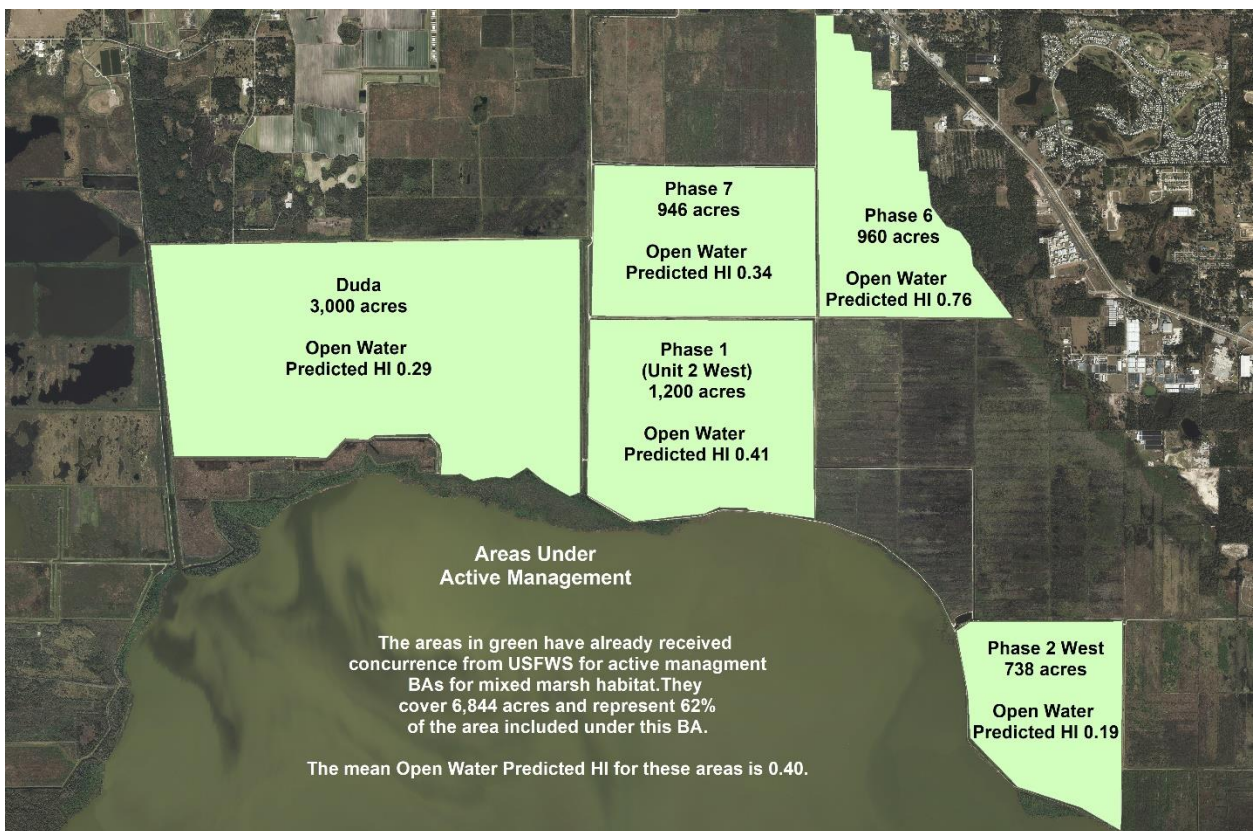 Phase 7
946 acres
Open Water
Predicted HI 0.34
Phase 6
960 acres
Open Water
Predicted HI 0.76
Duda
3,000 acres
Open Water
Predicted HI 0.29
Phase 1
(Unit 2 West)
1,200 acres
Open Water
Predicted HI 0.41
Areas Under
Active Management
The areas in green have already received
concurrence from USFWS for active managment
BAs for mixed marsh habitat.They
cover 6,844 acres and represent 62%
of the area included under this BA.
The mean Open Water Predicted HI for these areas is 0.40.
Phase 2 West
738 acres
Open Water
Predicted HI 0.19